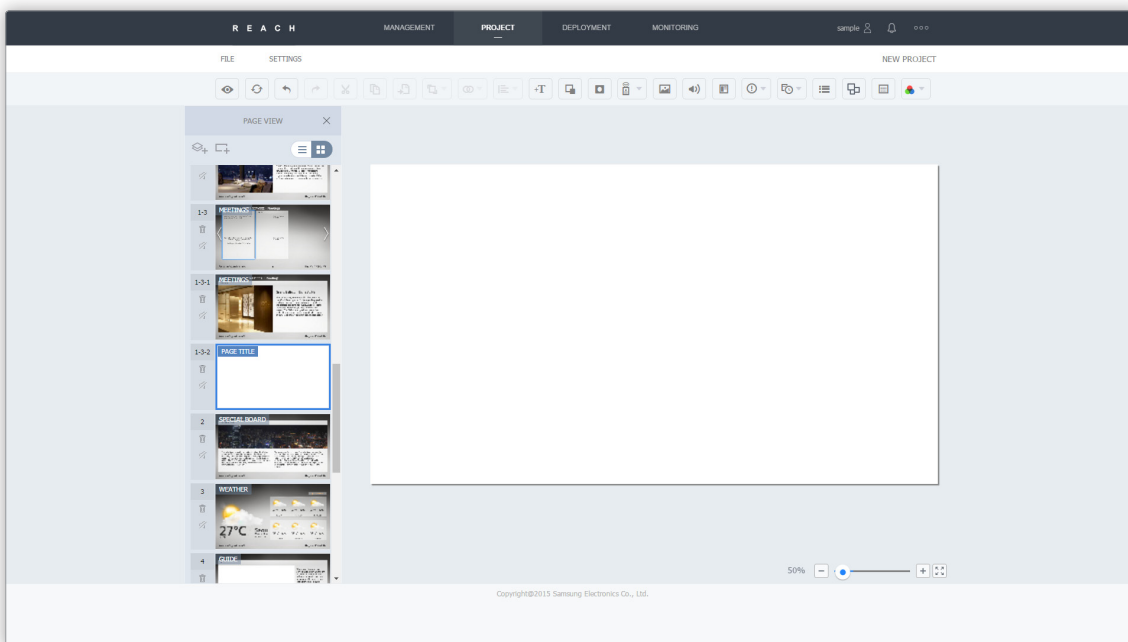 REACH
MANAGEMENT PROJECT DEPLOYMENT MONITORING
sample
FILE SETTINGS
NEW PROJECT
+T
PAGE VIEW
1-3
MEETINGS
1-3-1
MEETINGS
1-3-2
PAGE TITLE
2
SPECIAL BOARD
3
WEATHER
27°C
4
GUIDE
50%
Copyright@2015 Samsung Electronics Co., Ltd.